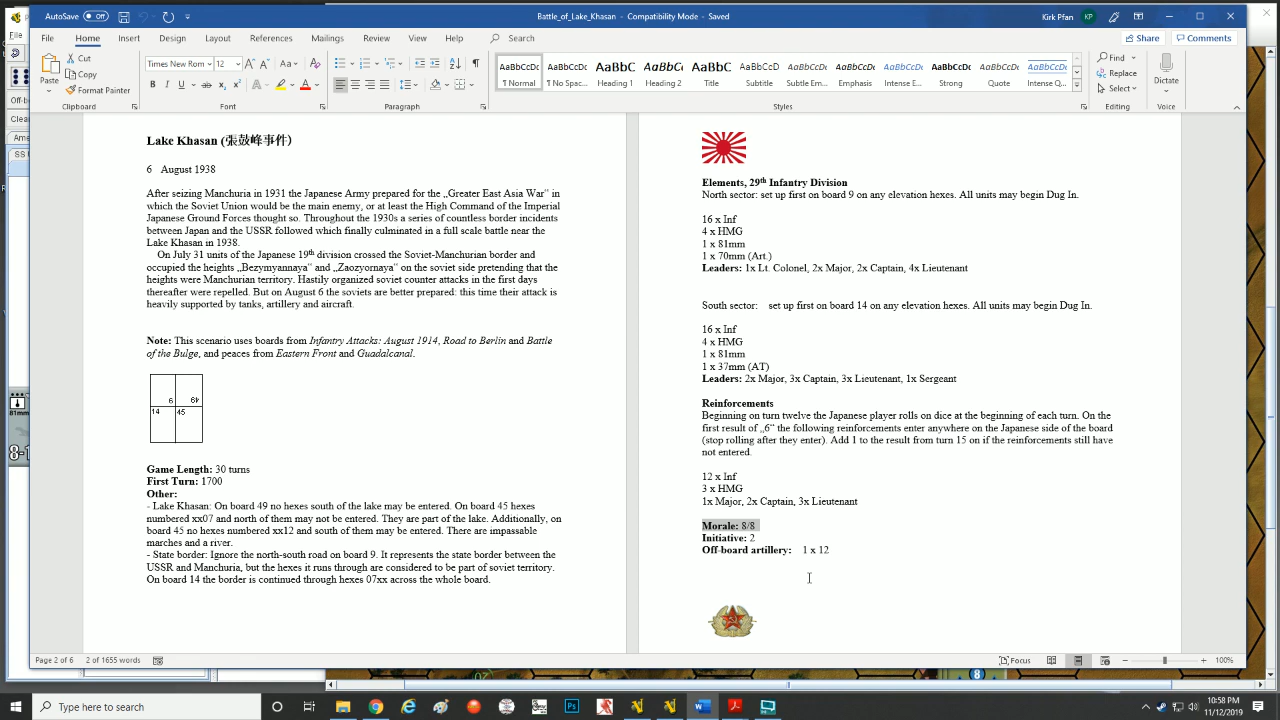 AutoSave Off
Battle_of_Lake_Khasan - Compatibility Mode - Saved
Kirk Pfan KP
File Home Insert Design Layout References Mailings Review View Help Search
Share Comments
Paste
Cut
Copy
Format Painter
Times New Rom 12
AaBbCcDc AaBbCcDc AaBbC AaBbCc AaBbC AaBbCcD AaBbCcDc AaBbCcDc AaBbCcDc AaBbCcDc AaBbCcDc AaBbCcDc
¶ Normal ¶ No Spac... Heading 1 Heading 2 Title Subtitle Subtle Em... Emphasis Intense E... Strong Quote Intense Q...
Find
Replace
Select
Dictate
Clipboard Font Paragraph Styles Editing Voice
Lake Khasan (張鼓峰事件)
6 August 1938
After seizing Manchuria in 1931 the Japanese Army prepared for the „Greater East Asia War“ in
which the Soviet Union would be the main enemy, or at least the High Command of the Imperial
Japanese Ground Forces thought so. Throughout the 1930s a series of countless border incidents
between Japan and the USSR followed which finally culminated in a full scale battle near the
Lake Khasan in 1938.
On July 31 units of the Japanese 19th division crossed the Soviet-Manchurian border and
occupied the heights „Bezymyannaya“ and „Zaozyornaya“ on the soviet side pretending that the
heights were Manchurian territory. Hastily organized soviet counter attacks in the first days
thereafter were repelled. But on August 6 the soviets are better prepared: this time their attack is
heavily supported by tanks, artillery and aircraft.
Note: This scenario uses boards from Infantry Attacks: August 1914, Road to Berlin and Battle
of the Bulge, and peaces from Eastern Front and Guadalcanal.
9 49
14 45
Game Length: 30 turns
First Turn: 1700
Other:
- Lake Khasan: On board 49 no hexes south of the lake may be entered. On board 45 hexes
numbered xx07 and north of them may not be entered. They are part of the lake. Additionally, on
board 45 no hexes numbered xx12 and south of them may be entered. There are impassable
marches and a river.
- State border: Ignore the north-south road on board 9. It represents the state border between the
USSR and Manchuria, but the hexes it runs through are considered to be part of soviet territory.
On board 14 the border is continued through hexes 07xx across the whole board.
Elements, 29th Infantry Division
North sector: set up first on board 9 on any elevation hexes. All units may begin Dug In.
16 x Inf
4 x HMG
1 x 81mm
1 x 70mm (Art.)
Leaders: 1x Lt. Colonel, 2x Major, 2x Captain, 4x Lieutenant
South sector: set up first on board 14 on any elevation hexes. All units may begin Dug In.
16 x Inf
4 x HMG
1 x 81mm
1 x 37mm (AT)
Leaders: 2x Major, 3x Captain, 3x Lieutenant, 1x Sergeant
Reinforcements
Beginning on turn twelve the Japanese player rolls on dice at the beginning of each turn. On the
first result of „6“ the following reinforcements enter anywhere on the Japanese side of the board
(stop rolling after they enter). Add 1 to the result from turn 15 on if the reinforcements still have
not entered.
12 x Inf
3 x HMG
1x Major, 2x Captain, 3x Lieutenant
Morale: 8/8
Initiative: 2
Off-board artillery: 1 x 12
Page 2 of 6 2 of 1655 words
Focus
100%
8
Type here to search
10:58 PM
11/12/2019